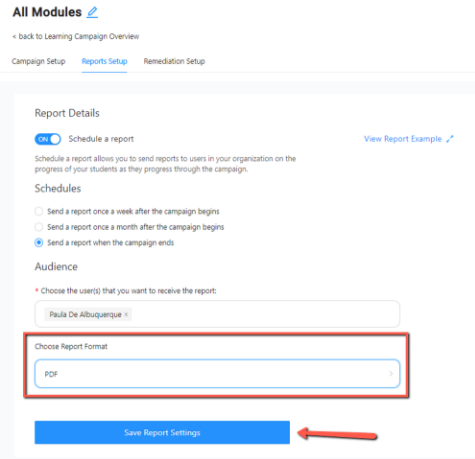 All Modules
< back to Learning Campaign Overview
Campaign Setup Reports Setup Remediation Setup
Report Details
ON Schedule a report View Report Example
Schedule a report allows you to send reports to users in your organization on the
progress of your students as they progress through the campaign.
Schedules
Send a report once a week after the campaign begins
Send a report once a month after the campaign begins
Send a report when the campaign ends
Audience
* Choose the user(s) that you want to receive the report:
Paula De Albuquerque ×
Choose Report Format
PDF
Save Report Settings